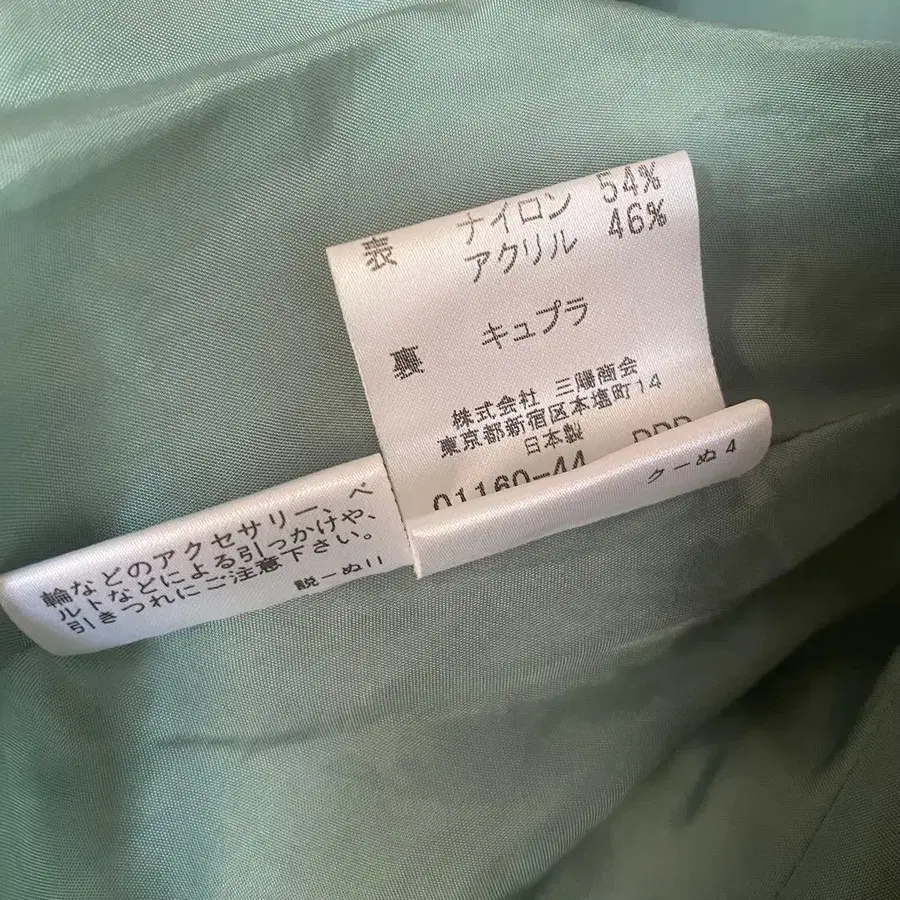 表 ナイロン 54%
アクリル 46%
裏 キュプラ
株式会社 三陽商会
東京都新宿区本塩町14
日本製
01160-44
クーぬ4
輪などのアクセサリー、ベ
ルトなどによる引っかけや、
引きつれにご注意下さい。
説ーぬ11